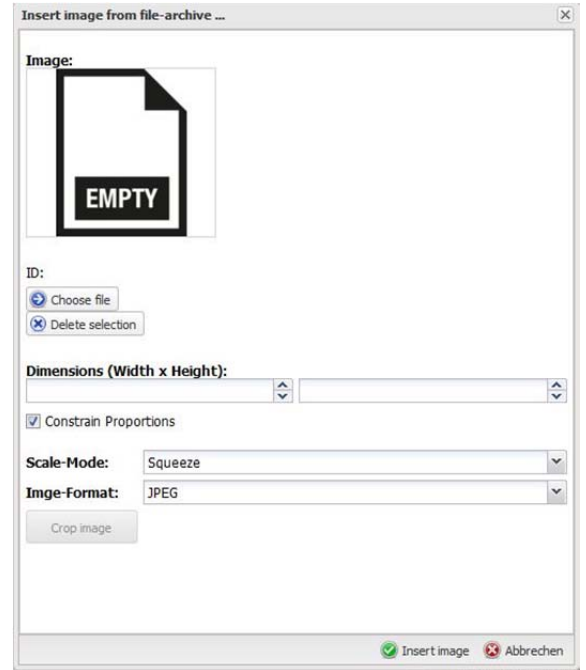 Insert image from file-archive ...
Image:
EMPTY
ID:
Choose file
Delete selection
Dimensions (Width x Height):
Constrain Proportions
Scale-Mode: Squeeze
Imge-Format: JPEG
Crop image
Insert image Abbrechen